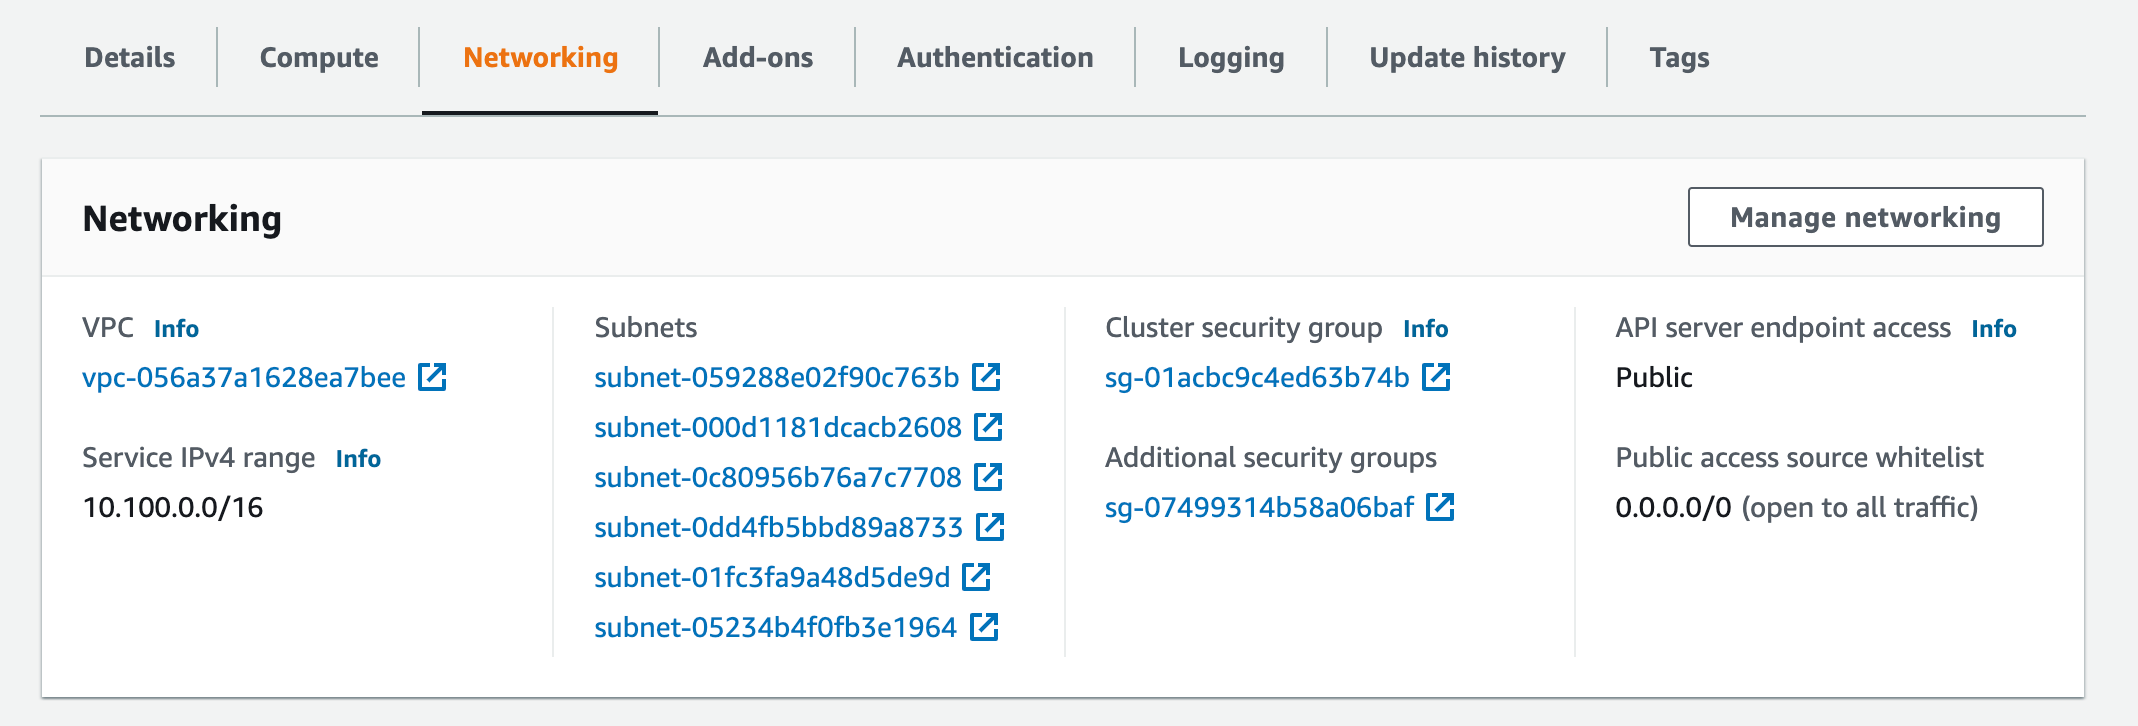 Details
Compute
Networking
Add-ons
Authentication
Logging
Update history
Tags
Networking
Manage networking
VPC Info
vpc-056a37a1628ea7bee
Service IPv4 range Info
10.100.0.0/16
Subnets
subnet-059288e02f90c763b
subnet-000d1181dcacb2608
subnet-0c80956b76a7c7708
subnet-0dd4fb5bbd89a8733
subnet-01fc3fa9a48d5de9d
subnet-05234b4f0fb3e1964
Cluster security group Info
sg-01acbc9c4ed63b74b
Additional security groups
sg-07499314b58a06baf
API server endpoint access Info
Public
Public access source whitelist
0.0.0.0/0 (open to all traffic)